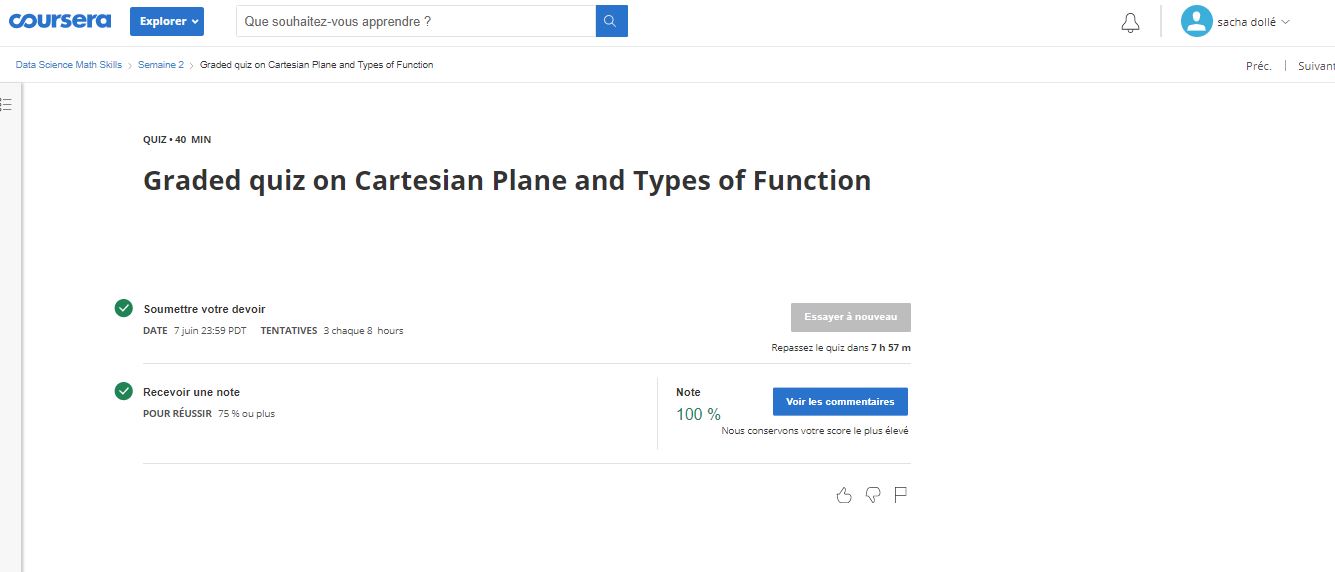 coursera Explorer Que souhaitez-vous apprendre ? sacha dollé
Data Science Math Skills > Semaine 2 > Graded quiz on Cartesian Plane and Types of Function Préc. | Suivant
QUIZ • 40 MIN
Graded quiz on Cartesian Plane and Types of Function
Soumettre votre devoir
Essayer à nouveau
DATE 7 juin 23:59 PDT TENTATIVES 3 chaque 8 hours
Repassez le quiz dans 7 h 57 m
Recevoir une note
POUR RÉUSSIR 75 % ou plus
Note
100 %
Voir les commentaires
Nous conservons votre score le plus élevé